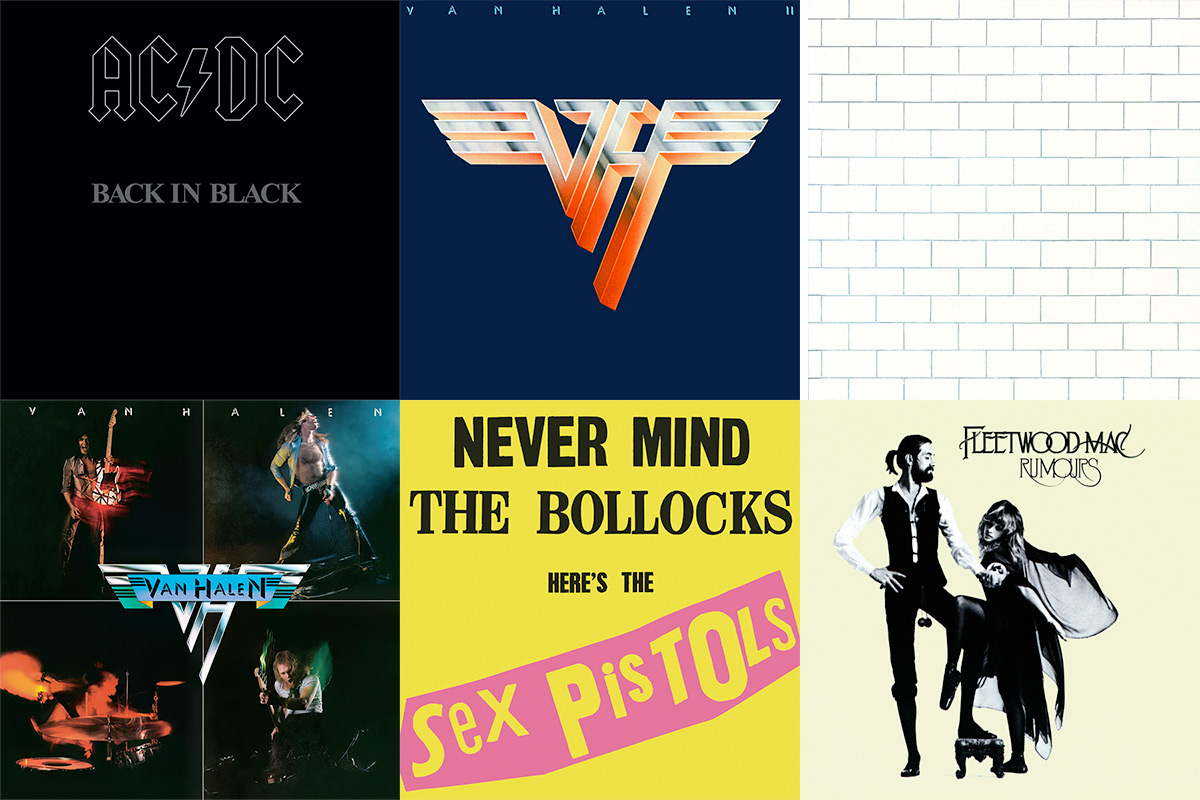 AC DC
BACK IN BLACK
VAN HALEN II
VH
VAN HALEN
VAN HALEN
VH
NEVER MIND
THE BOLLOCKS
HERE'S THE
SEX PiSTOLS
FLEETWOOD MAC
RUMOURS